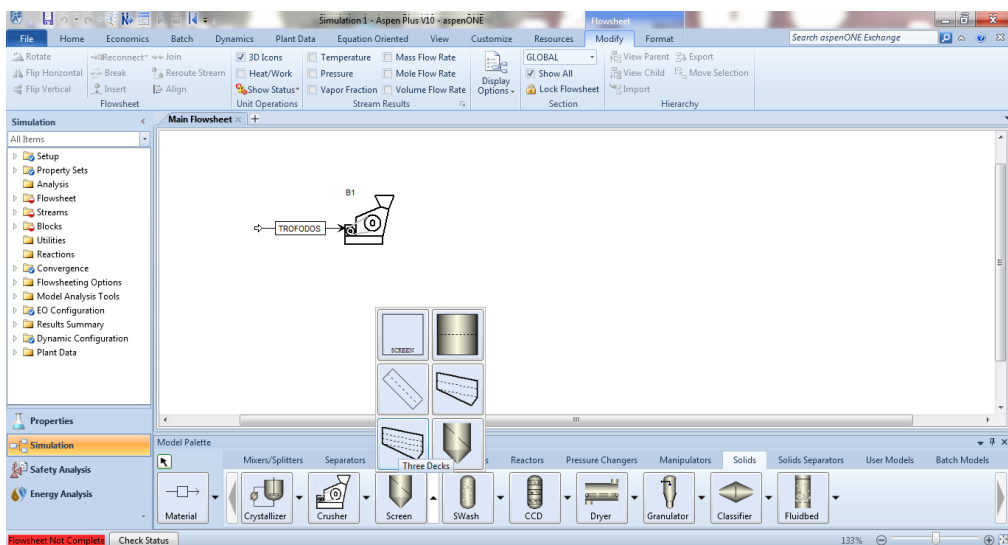 Simulation 1 - Aspen Plus V10 - aspenONE
Flowsheet
File Home Economics Batch Dynamics Plant Data Equation Oriented View Customize Resources Modify Format Search aspenONE Exchange
Rotate Reconnect Join 3D Icons Temperature Mass Flow Rate GLOBAL View Parent Export
Flip Horizontal Break Reroute Stream Heat/Work Pressure Mole Flow Rate Display Show All View Child Move Selection
Flip Vertical Insert Align Show Status Vapor Fraction Volume Flow Rate Options Lock Flowsheet Import
Flowsheet Unit Operations Stream Results Section Hierarchy
Simulation < Main Flowsheet × +
All Items
Setup
Property Sets
Analysis
Flowsheet
Streams
Blocks
Utilities
Reactions
Convergence
Flowsheeting Options
Model Analysis Tools
EO Configuration
Results Summary
Dynamic Configuration
Plant Data
B1
TROFODOS
SCREEN
Three Decks
Properties
Simulation
Safety Analysis
Energy Analysis
Model Palette
Mixers/Splitters Separators Reactors Pressure Changers Manipulators Solids Solids Separators User Models Batch Models
Material Crystallizer Crusher Screen SWash CCD Dryer Granulator Classifier Fluidbed
Flowsheet Not Complete Check Status 133%